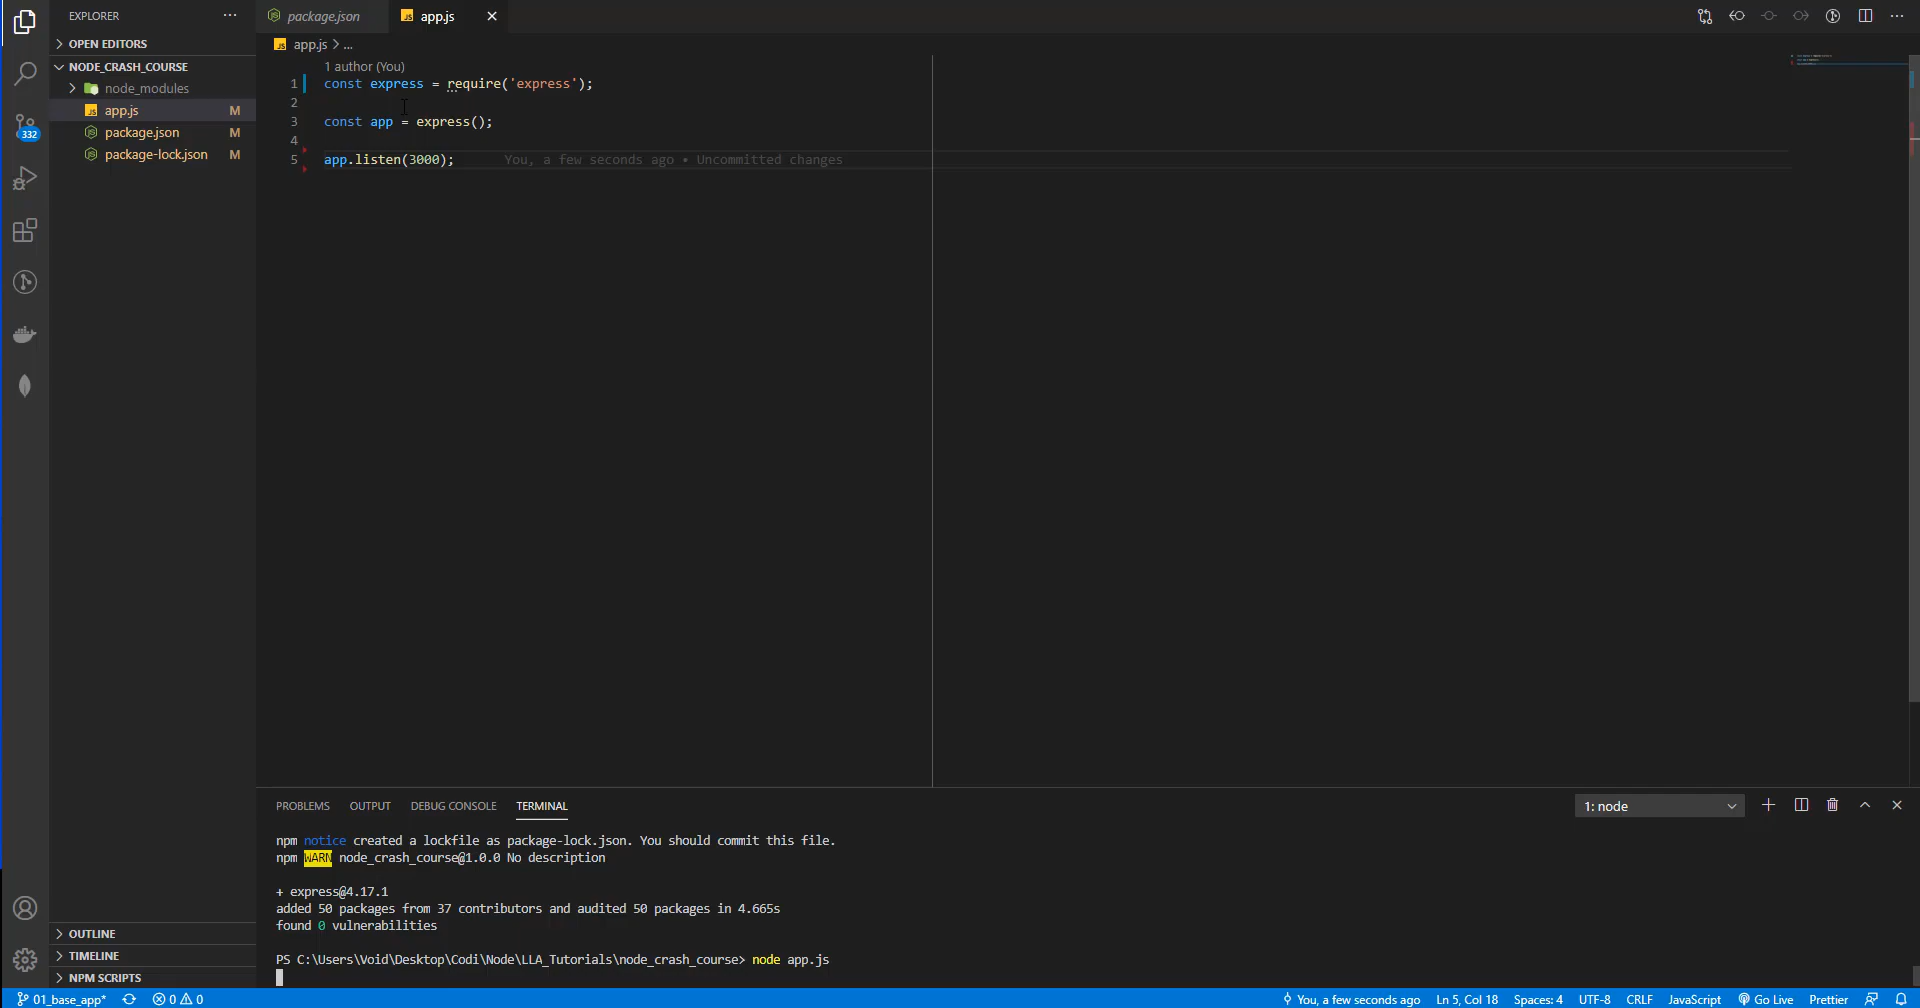 EXPLORER
OPEN EDITORS
NODE_CRASH_COURSE
node_modules
app.js M
package.json M
package-lock.json M
332
OUTLINE
TIMELINE
NPM SCRIPTS
package.json
app.js
app.js > ...
1 author (You)
1 const express = require('express');
2
3 const app = express();
4
5 app.listen(3000); You, a few seconds ago • Uncommitted changes
PROBLEMS OUTPUT DEBUG CONSOLE TERMINAL
1: node
npm notice created a lockfile as package-lock.json. You should commit this file.
npm WARN node_crash_course@1.0.0 No description
+ express@4.17.1
added 50 packages from 37 contributors and audited 50 packages in 4.665s
found 0 vulnerabilities
PS C:\Users\Void\Desktop\Codi\Node\LLA_Tutorials\node_crash_course> node app.js
01_base_app* 0 0 You, a few seconds ago Ln 5, Col 18 Spaces: 4 UTF-8 CRLF JavaScript Go Live Prettier